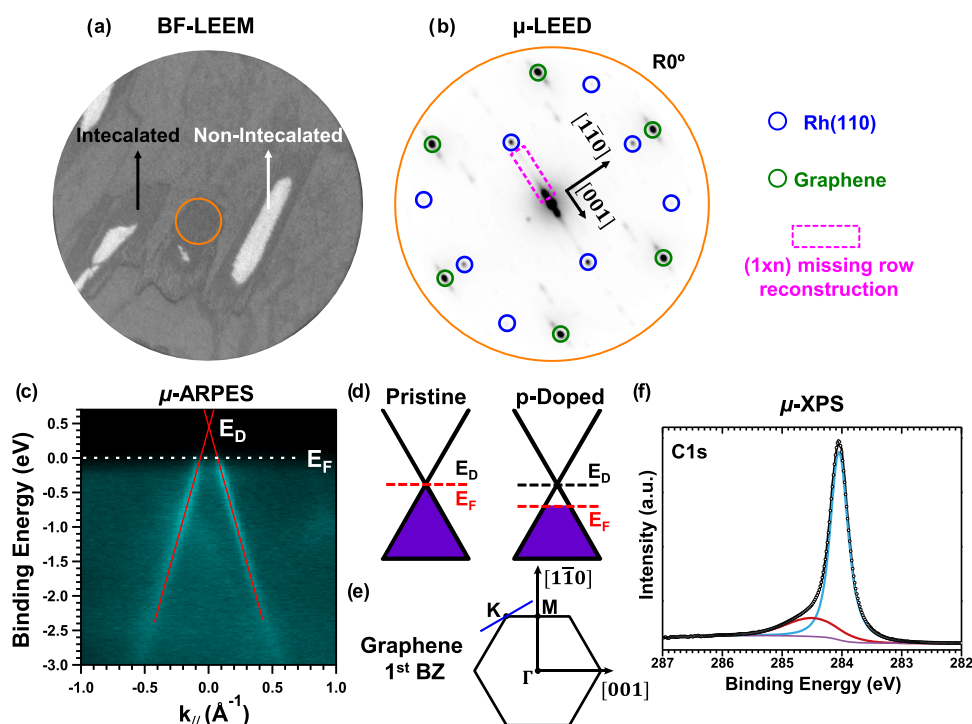 (a)
BF-LEEM
Intecalated
Non-Intecalated
(b)
μ-LEED
R0º
[11̅0]
[001]
Rh(110)
Graphene
(1xn) missing row
reconstruction
(c)
μ-ARPES
E_D
E_F
Binding Energy (eV)
0.5
0.0
-0.5
-1.0
-1.5
-2.0
-2.5
-3.0
-1.0
-0.5
0.0
0.5
1.0
k_// (Å⁻¹)
(d)
Pristine
p-Doped
E_D
E_F
E_D
E_F
(e)
[11̅0]
K
M
Graphene
1st BZ
Γ
[001]
(f)
μ-XPS
C1s
Intensity (a.u.)
287
286
285
284
283
282
Binding Energy (eV)